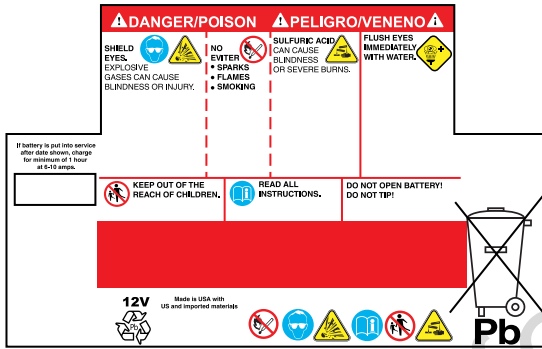 DANGER/POISON
PELIGRO/VENENO
SHIELD
EYES.
EXPLOSIVE
GASES CAN CAUSE
BLINDNESS OR INJURY.
NO
EVITER
• SPARKS
• FLAMES
• SMOKING
SULFURIC ACID
CAN CAUSE
BLINDNESS
OR SEVERE BURNS.
FLUSH EYES
IMMEDIATELY
WITH WATER.
If battery is put into service
after date shown, charge
for minimum of 1 hour
at 6-10 amps.
KEEP OUT OF THE
REACH OF CHILDREN.
READ ALL
INSTRUCTIONS.
DO NOT OPEN BATTERY!
DO NOT TIP!
12V
Pb
Made is USA with
US and imported materials
Pb